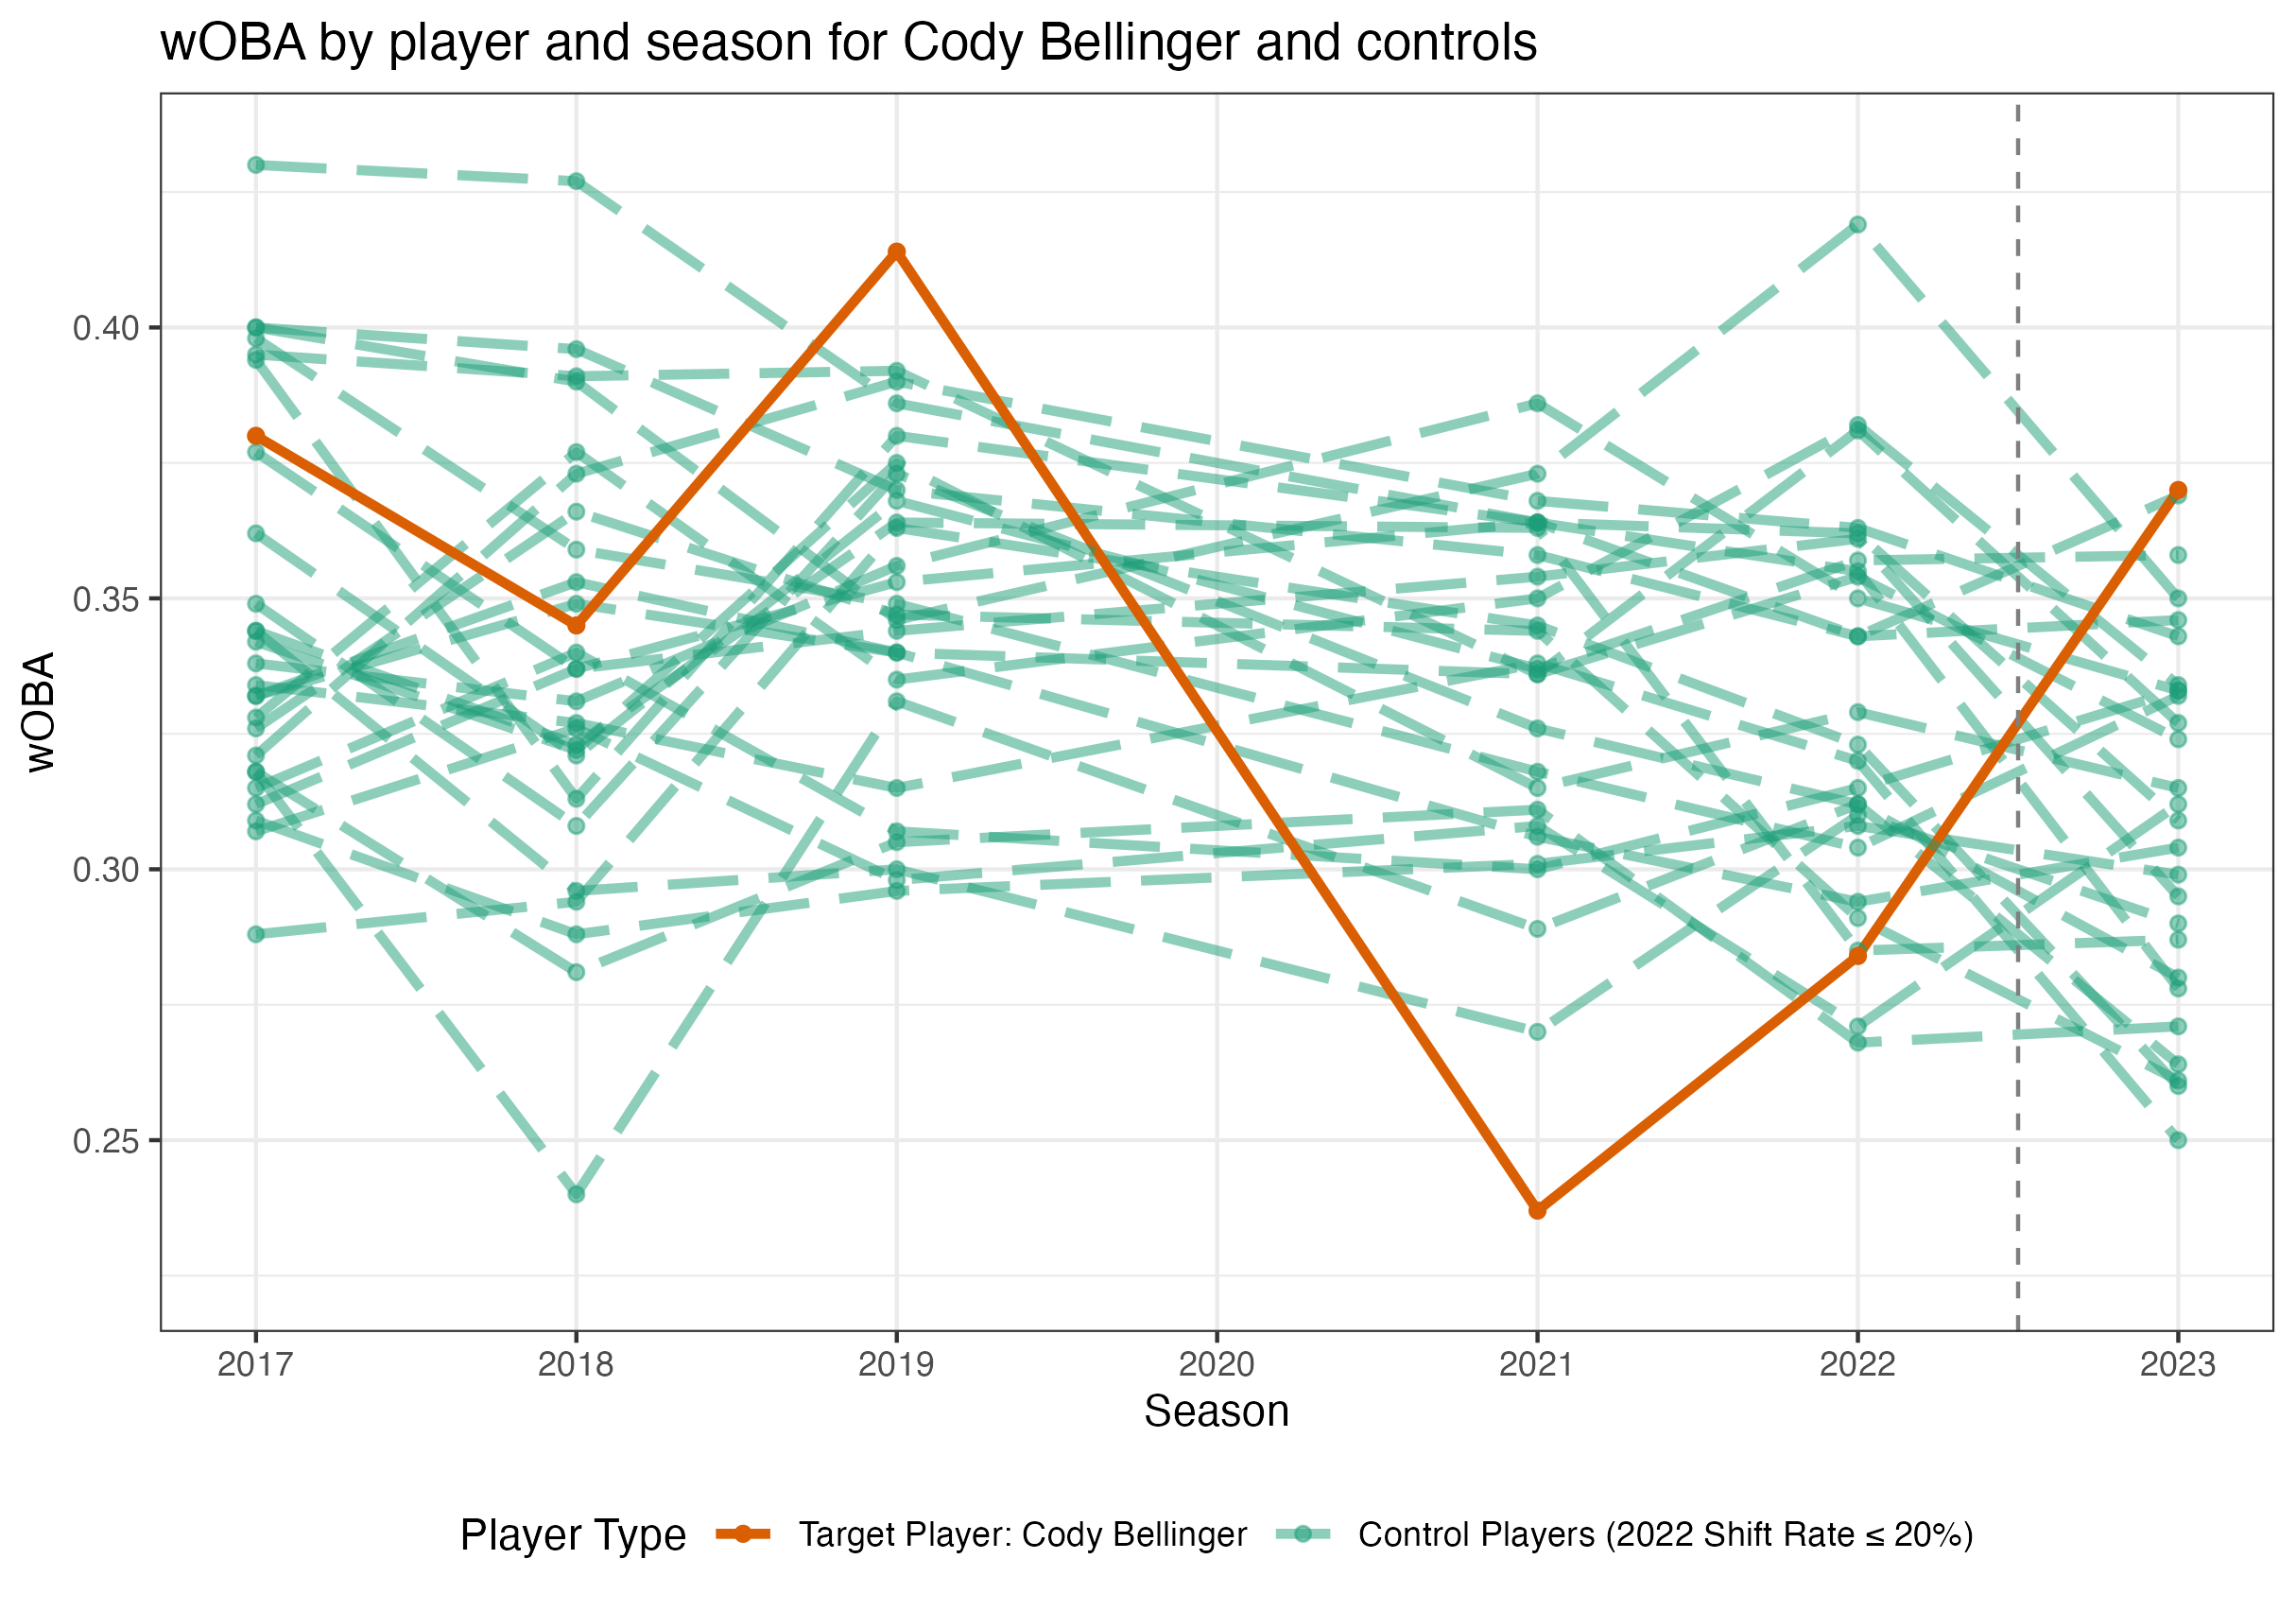 wOBA by player and season for Cody Bellinger and controls
wOBA
0.40
0.35
0.30
0.25
2017 2018 2019 2020 2021 2022 2023
Season
Player Type Target Player: Cody Bellinger Control Players (2022 Shift Rate ≤ 20%)